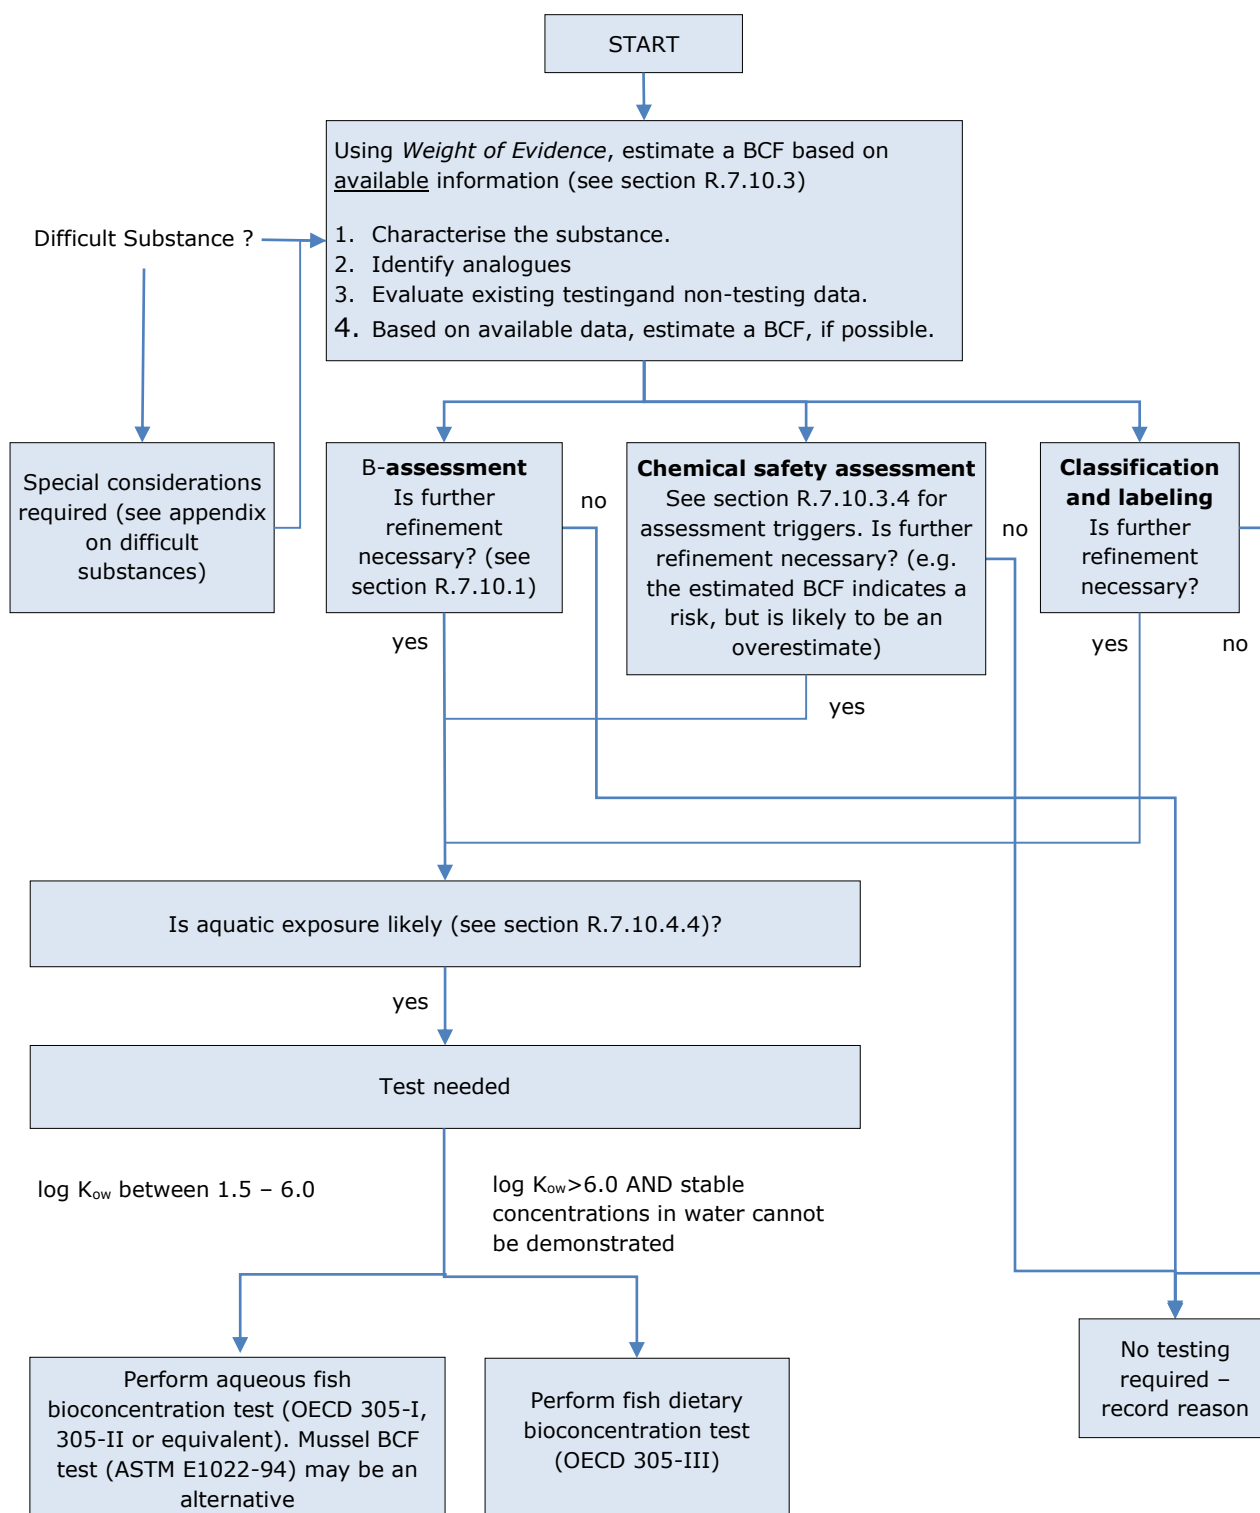 START
Using Weight of Evidence, estimate a BCF based on
available information (see section R.7.10.3)
1. Characterise the substance.
2. Identify analogues
3. Evaluate existing testingand non-testing data.
4. Based on available data, estimate a BCF, if possible.
Difficult Substance ?
Special considerations
required (see appendix
on difficult
substances)
B-assessment
Is further
refinement
necessary? (see
section R.7.10.1)
no
yes
Chemical safety assessment
See section R.7.10.3.4 for
assessment triggers. Is further
refinement necessary? (e.g.
the estimated BCF indicates a
risk, but is likely to be an
overestimate)
no
yes
Classification
and labeling
Is further
refinement
necessary?
yes
no
Is aquatic exposure likely (see section R.7.10.4.4)?
yes
Test needed
log Kow between 1.5 – 6.0
log Kow>6.0 AND stable
concentrations in water cannot
be demonstrated
Perform aqueous fish
bioconcentration test (OECD 305-I,
305-II or equivalent). Mussel BCF
test (ASTM E1022-94) may be an
alternative
Perform fish dietary
bioconcentration test
(OECD 305-III)
No testing
required –
record reason